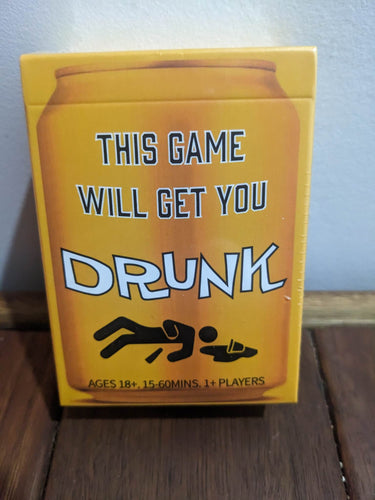 THIS GAME
WILL GET YOU
DRUNK
AGES 18+, 15-60MINS, 1+ PLAYERS